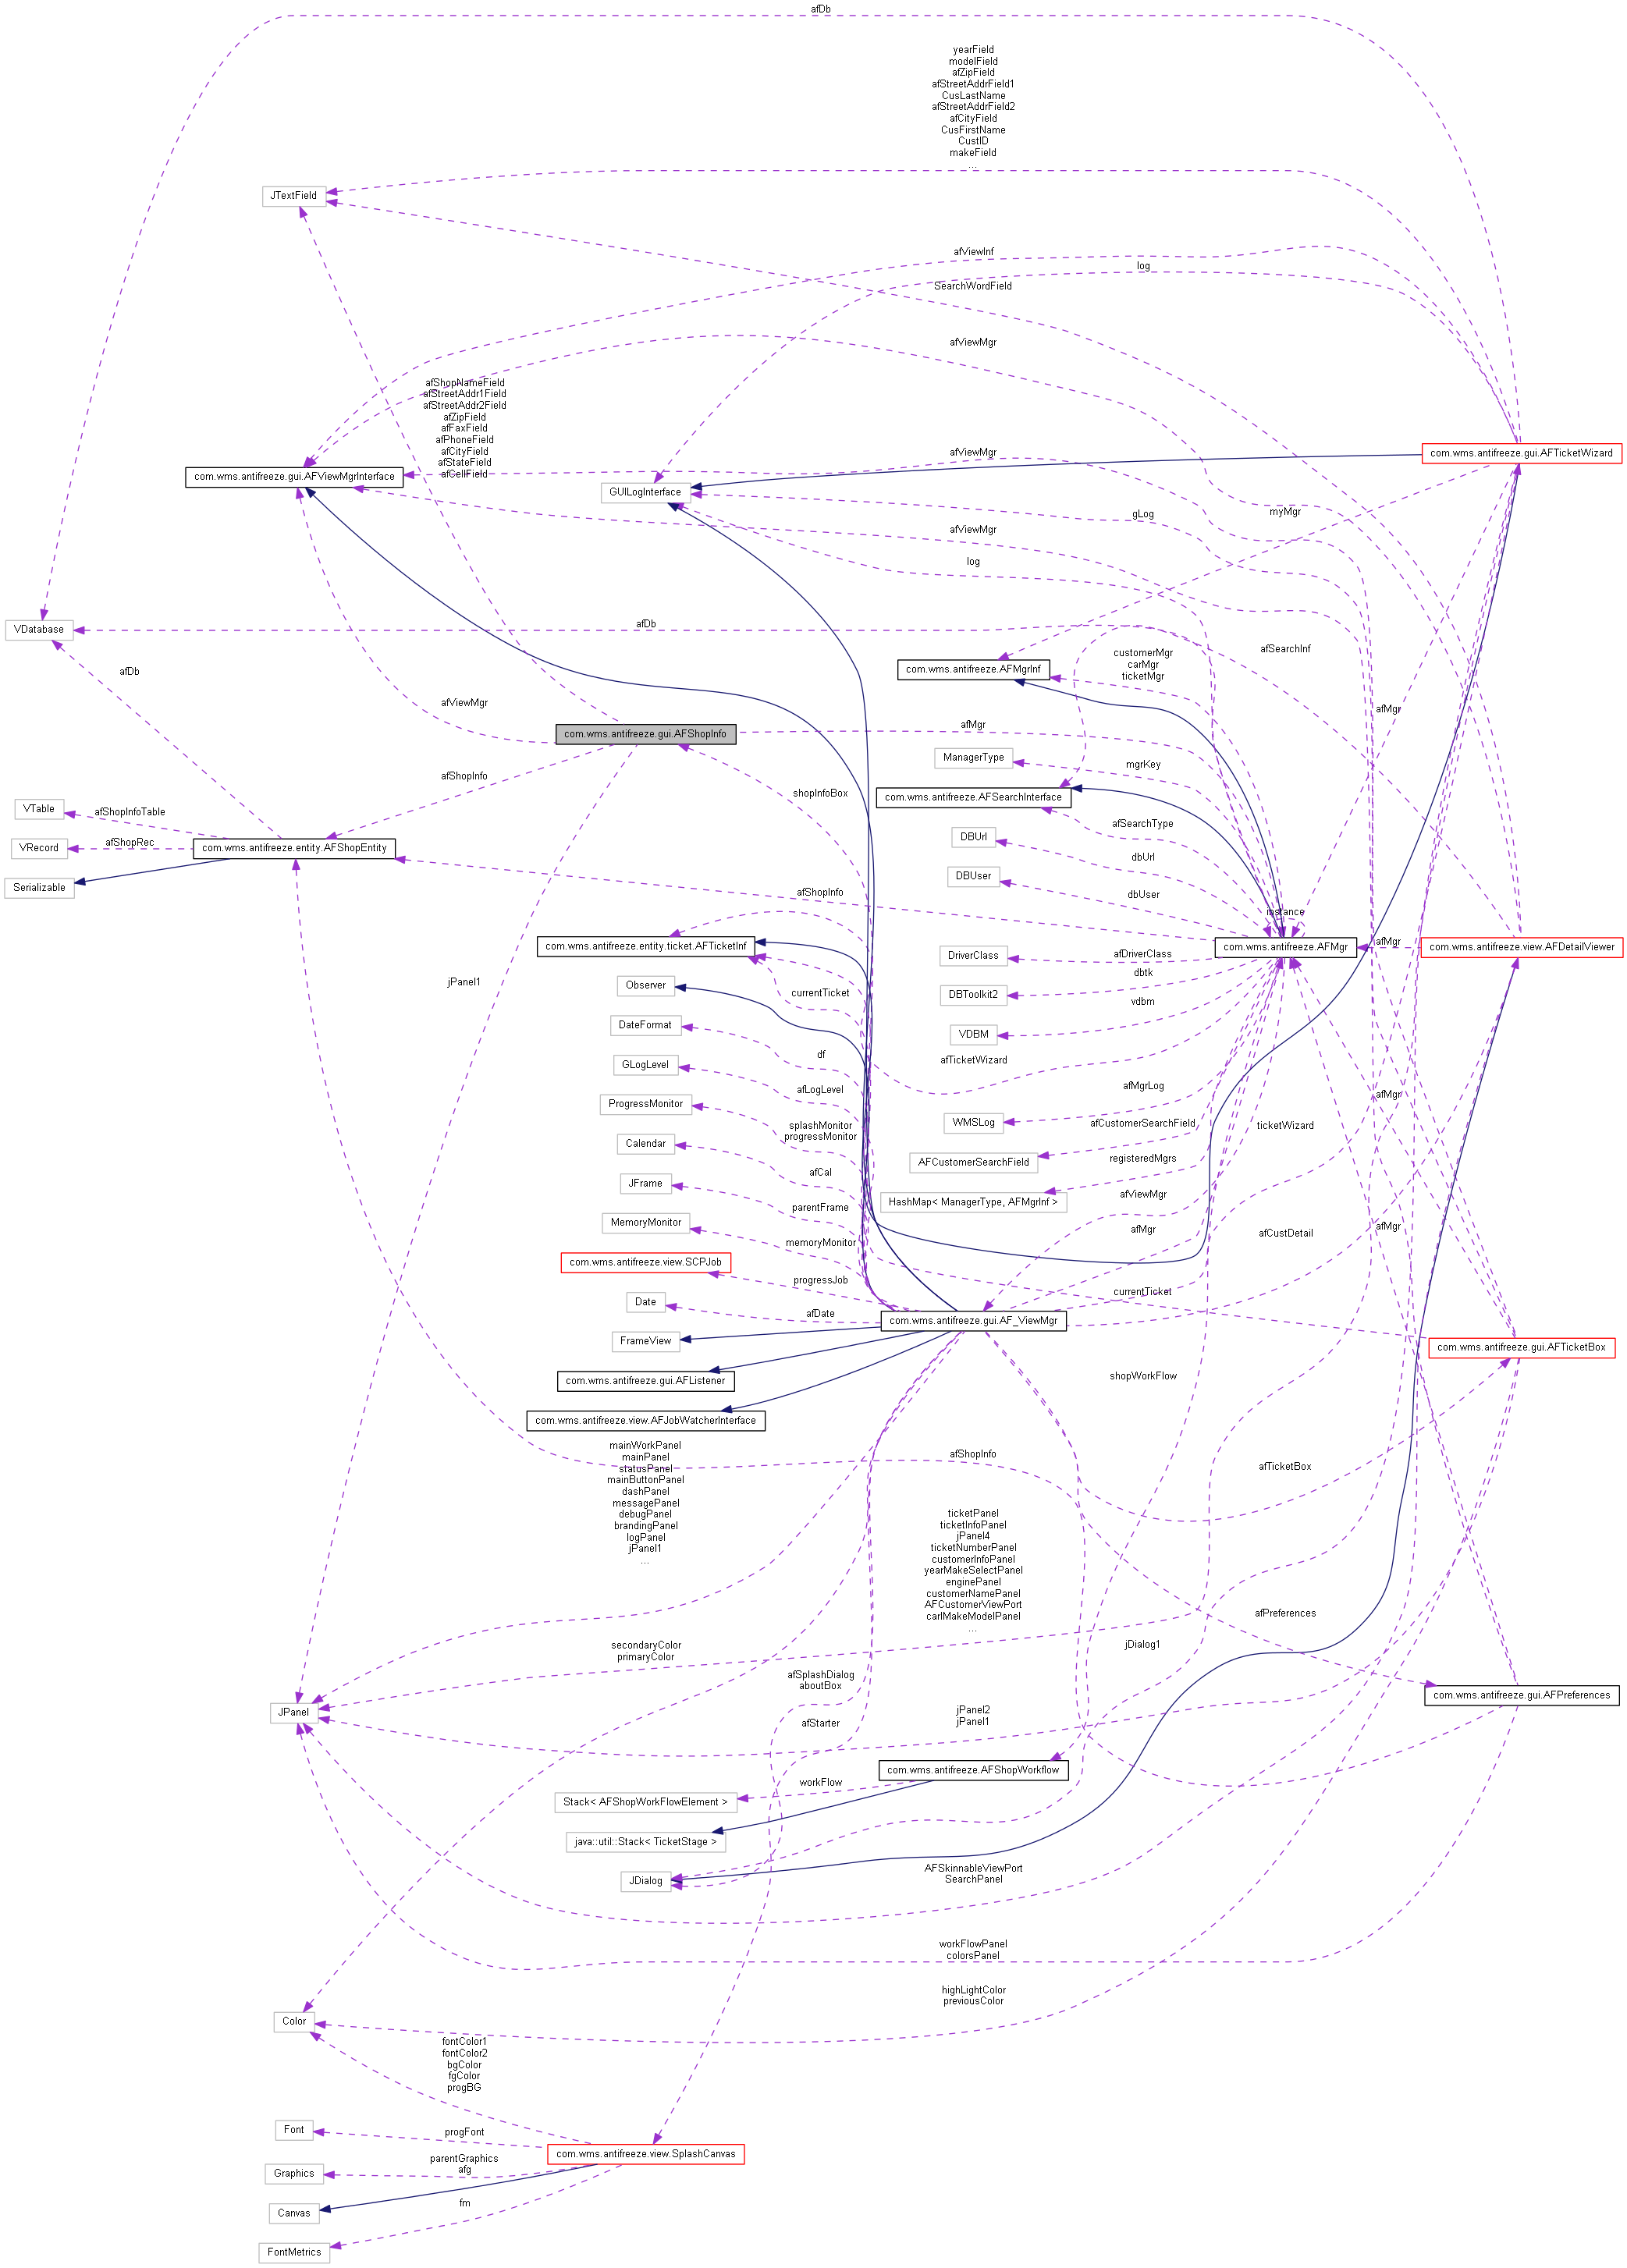 afDb
yearField
modelField
afZipField
afStreetAddrField1
CusLastName
afStreetAddrField2
afCityField
CusFirstName
CustID
makeField
...
JTextField
afViewInf
log
SearchWordField
afViewMgr
afShopNameField
afStreetAddr1Field
afStreetAddr2Field
afZipField
afFaxField
afPhoneField
afCityField
afStateField
afCellField
com.wms.antifreeze.gui.AFTicketWizard
afViewMgr
com.wms.antifreeze.gui.AFViewMgrInterface
GUILogInterface
gLog
myMgr
afViewMgr
log
VDatabase
afDb
afSearchInf
customerMgr
carMgr
ticketMgr
com.wms.antifreeze.AFMgrInf
afDb
afViewMgr
afMgr
com.wms.antifreeze.gui.AFShopInfo
afMgr
ManagerType
mgrKey
afShopInfo
shopInfoBox
com.wms.antifreeze.AFSearchInterface
VTable
afShopInfoTable
afSearchType
DBUrl
dbUrl
VRecord
afShopRec
com.wms.antifreeze.entity.AFShopEntity
DBUser
dbUser
Serializable
afShopInfo
instance
com.wms.antifreeze.entity.ticket.AFTicketInf
com.wms.antifreeze.AFMgr
afMgr
com.wms.antifreeze.view.AFDetailViewer
DriverClass
afDriverClass
jPanel1
Observer
currentTicket
DBToolkit2
dbtk
vdbm
DateFormat
df
VDBM
afTicketWizard
GLogLevel
afLogLevel
afMgrLog
afMgr
ProgressMonitor
splashMonitor
progressMonitor
WMSLog
afCustomerSearchField
ticketWizard
Calendar
afCal
AFCustomerSearchField
registeredMgrs
JFrame
parentFrame
HashMap< ManagerType, AFMgrInf >
afViewMgr
MemoryMonitor
memoryMonitor
afMgr
afCustDetail
afMgr
com.wms.antifreeze.view.SCPJob
progressJob
currentTicket
Date
afDate
com.wms.antifreeze.gui.AF_ViewMgr
FrameView
com.wms.antifreeze.gui.AFTicketBox
com.wms.antifreeze.gui.AFListener
shopWorkFlow
com.wms.antifreeze.view.AFJobWatcherInterface
mainWorkPanel
mainPanel
statusPanel
mainButtonPanel
dashPanel
messagePanel
debugPanel
brandingPanel
logPanel
jPanel1
...
afShopInfo
afTicketBox
ticketPanel
ticketInfoPanel
jPanel4
ticketNumberPanel
customerInfoPanel
yearMakeSelectPanel
enginePanel
customerNamePanel
AFCustomerViewPort
carlMakeModelPanel
...
afPreferences
secondaryColor
primaryColor
jDialog1
afSplashDialog
aboutBox
com.wms.antifreeze.gui.AFPreferences
JPanel
jPanel2
jPanel1
afStarter
com.wms.antifreeze.AFShopWorkflow
workFlow
Stack< AFShopWorkFlowElement >
java::util::Stack< TicketStage >
JDialog
AFSkinnableViewPort
SearchPanel
workFlowPanel
colorsPanel
highLightColor
previousColor
Color
fontColor1
fontColor2
bgColor
fgColor
progBG
Font
progFont
com.wms.antifreeze.view.SplashCanvas
parentGraphics
afg
Graphics
Canvas
fm
FontMetrics